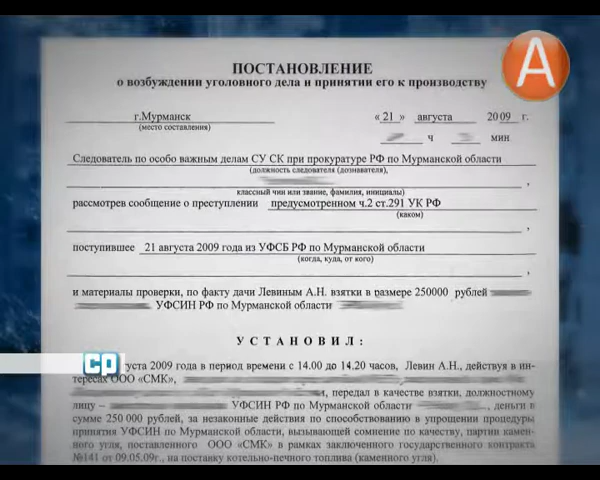 А
ПОСТАНОВЛЕНИЕ
о возбуждении уголовного дела и принятии его к производству
г.Мурманск « 21 » августа 2009 г.
(место составления)
ч мин
Следователь по особо важным делам СУ СК при прокуратуре РФ по Мурманской области
(должность следователя (дознавателя),
,
классный чин или звание, фамилия, инициалы)
рассмотрев сообщение о преступлении предусмотренном ч.2 ст.291 УК РФ
(каком)
,
поступившее 21 августа 2009 года из УФСБ РФ по Мурманской области
(когда, куда, от кого)
,
и материалы проверки, по факту дачи Левиным А.Н. взятки в размере 250000 рублей
УФСИН РФ по Мурманской области
У С Т А Н О В И Л :
ср уста 2009 года в период времени с 14.00 до 14.20 часов, Левин А.Н., действуя в ин-
тересах ООО «СМК»,
и, передал в качестве взятки, должностному
лицу – УФСИН РФ по Мурманской области , деньги в
сумме 250 000 рублей, за незаконные действия по способствованию в упрощении процедуры
принятия УФСИН по Мурманской области, вызывающей сомнение по качеству, партии камен-
ного угля, поставленного ООО «СМК» в рамках заключенного государственного контракта
№141 от 09.05.09г., на поставку котельно-печного топлива (каменного угля).